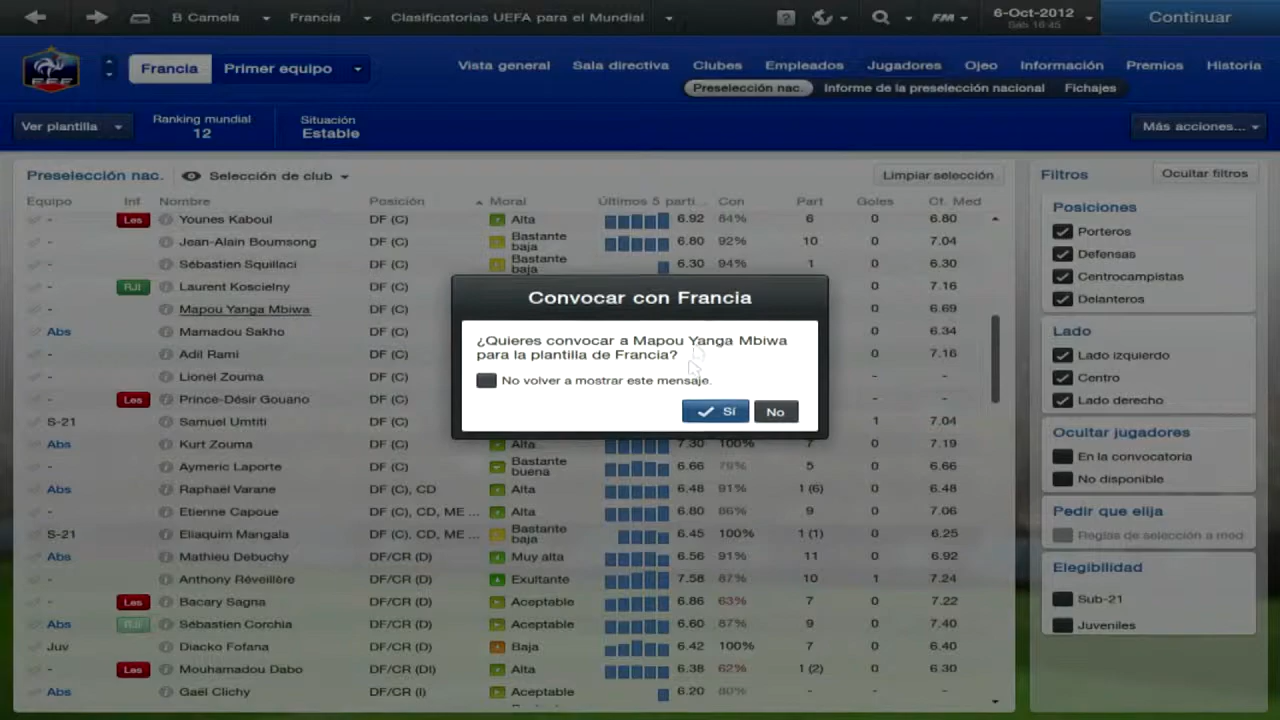 B Camela Francia Clasificatorias UEFA para el Mundial ? FM 6-Oct-2012 Continuar
Sáb 16:45
F.F.F.
Francia Primer equipo
Vista general Sala directiva Clubes Empleados Jugadores Ojeo Información Premios Historia
Preselección nac. Informe de la preselección nacional Fichajes
Ver plantilla Ranking mundial Situación Más acciones...
12 Estable
Preselección nac. Selección de club Limpiar selección
Equipo Inf Nombre Posición Moral Últimos 5 parti... Con Part Goles Cf. Med
- Les Younes Kaboul DF (C) Alta 6.92 84% 6 0 6.80
- Jean-Alain Boumsong DF (C) Bastante baja 6.80 92% 10 0 7.04
- Sébastien Squillaci DF (C) Bastante baja 6.30 94% 1 0 6.30
- RJI Laurent Koscielny DF (C) 0 7.16
- Mapou Yanga Mbiwa DF (C) 0 6.69
Abs Mamadou Sakho DF (C) 0 6.34
- Adil Rami DF (C) 0 7.16
- Lionel Zouma DF (C) - -
- Les Prince-Désir Gouano DF (C) - -
S-21 Samuel Umtiti DF (C) 1 7.04
Abs Kurt Zouma DF (C) Alta 7.30 100% 7 0 7.19
- Aymeric Laporte DF (C) Bastante buena 6.66 79% 5 0 6.66
Abs Raphaël Varane DF (C), CD Alta 6.48 91% 1 (6) 0 6.48
- Etienne Capoue DF (C), CD, ME ... Alta 6.80 86% 9 0 7.06
S-21 Eliaquim Mangala DF (C), CD, ME ... Bastante baja 6.45 100% 1 (1) 0 6.25
Abs Mathieu Debuchy DF/CR (D) Muy alta 6.56 91% 11 0 6.92
- Anthony Réveillère DF/CR (D) Exultante 7.58 87% 10 1 7.24
- Les Bacary Sagna DF/CR (D) Aceptable 6.86 63% 7 0 7.22
Abs RJI Sébastien Corchia DF/CR (D) Aceptable 6.60 87% 9 0 7.40
Juv Diacko Fofana DF/CR (D) Baja 6.42 100% 7 0 6.40
- Les Mouhamadou Dabo DF/CR (DI) Alta 6.38 62% 1 (2) 0 6.30
Abs Gaël Clichy DF/CR (I) Aceptable 6.20 80% - - -
Convocar con Francia
¿Quieres convocar a Mapou Yanga Mbiwa
para la plantilla de Francia?
No volver a mostrar este mensaje.
Sí No
Filtros Ocultar filtros
Posiciones
Porteros
Defensas
Centrocampistas
Delanteros
Lado
Lado izquierdo
Centro
Lado derecho
Ocultar jugadores
En la convocatoria
No disponible
Pedir que elija
Reglas de selección a mod
Elegibilidad
Sub-21
Juveniles